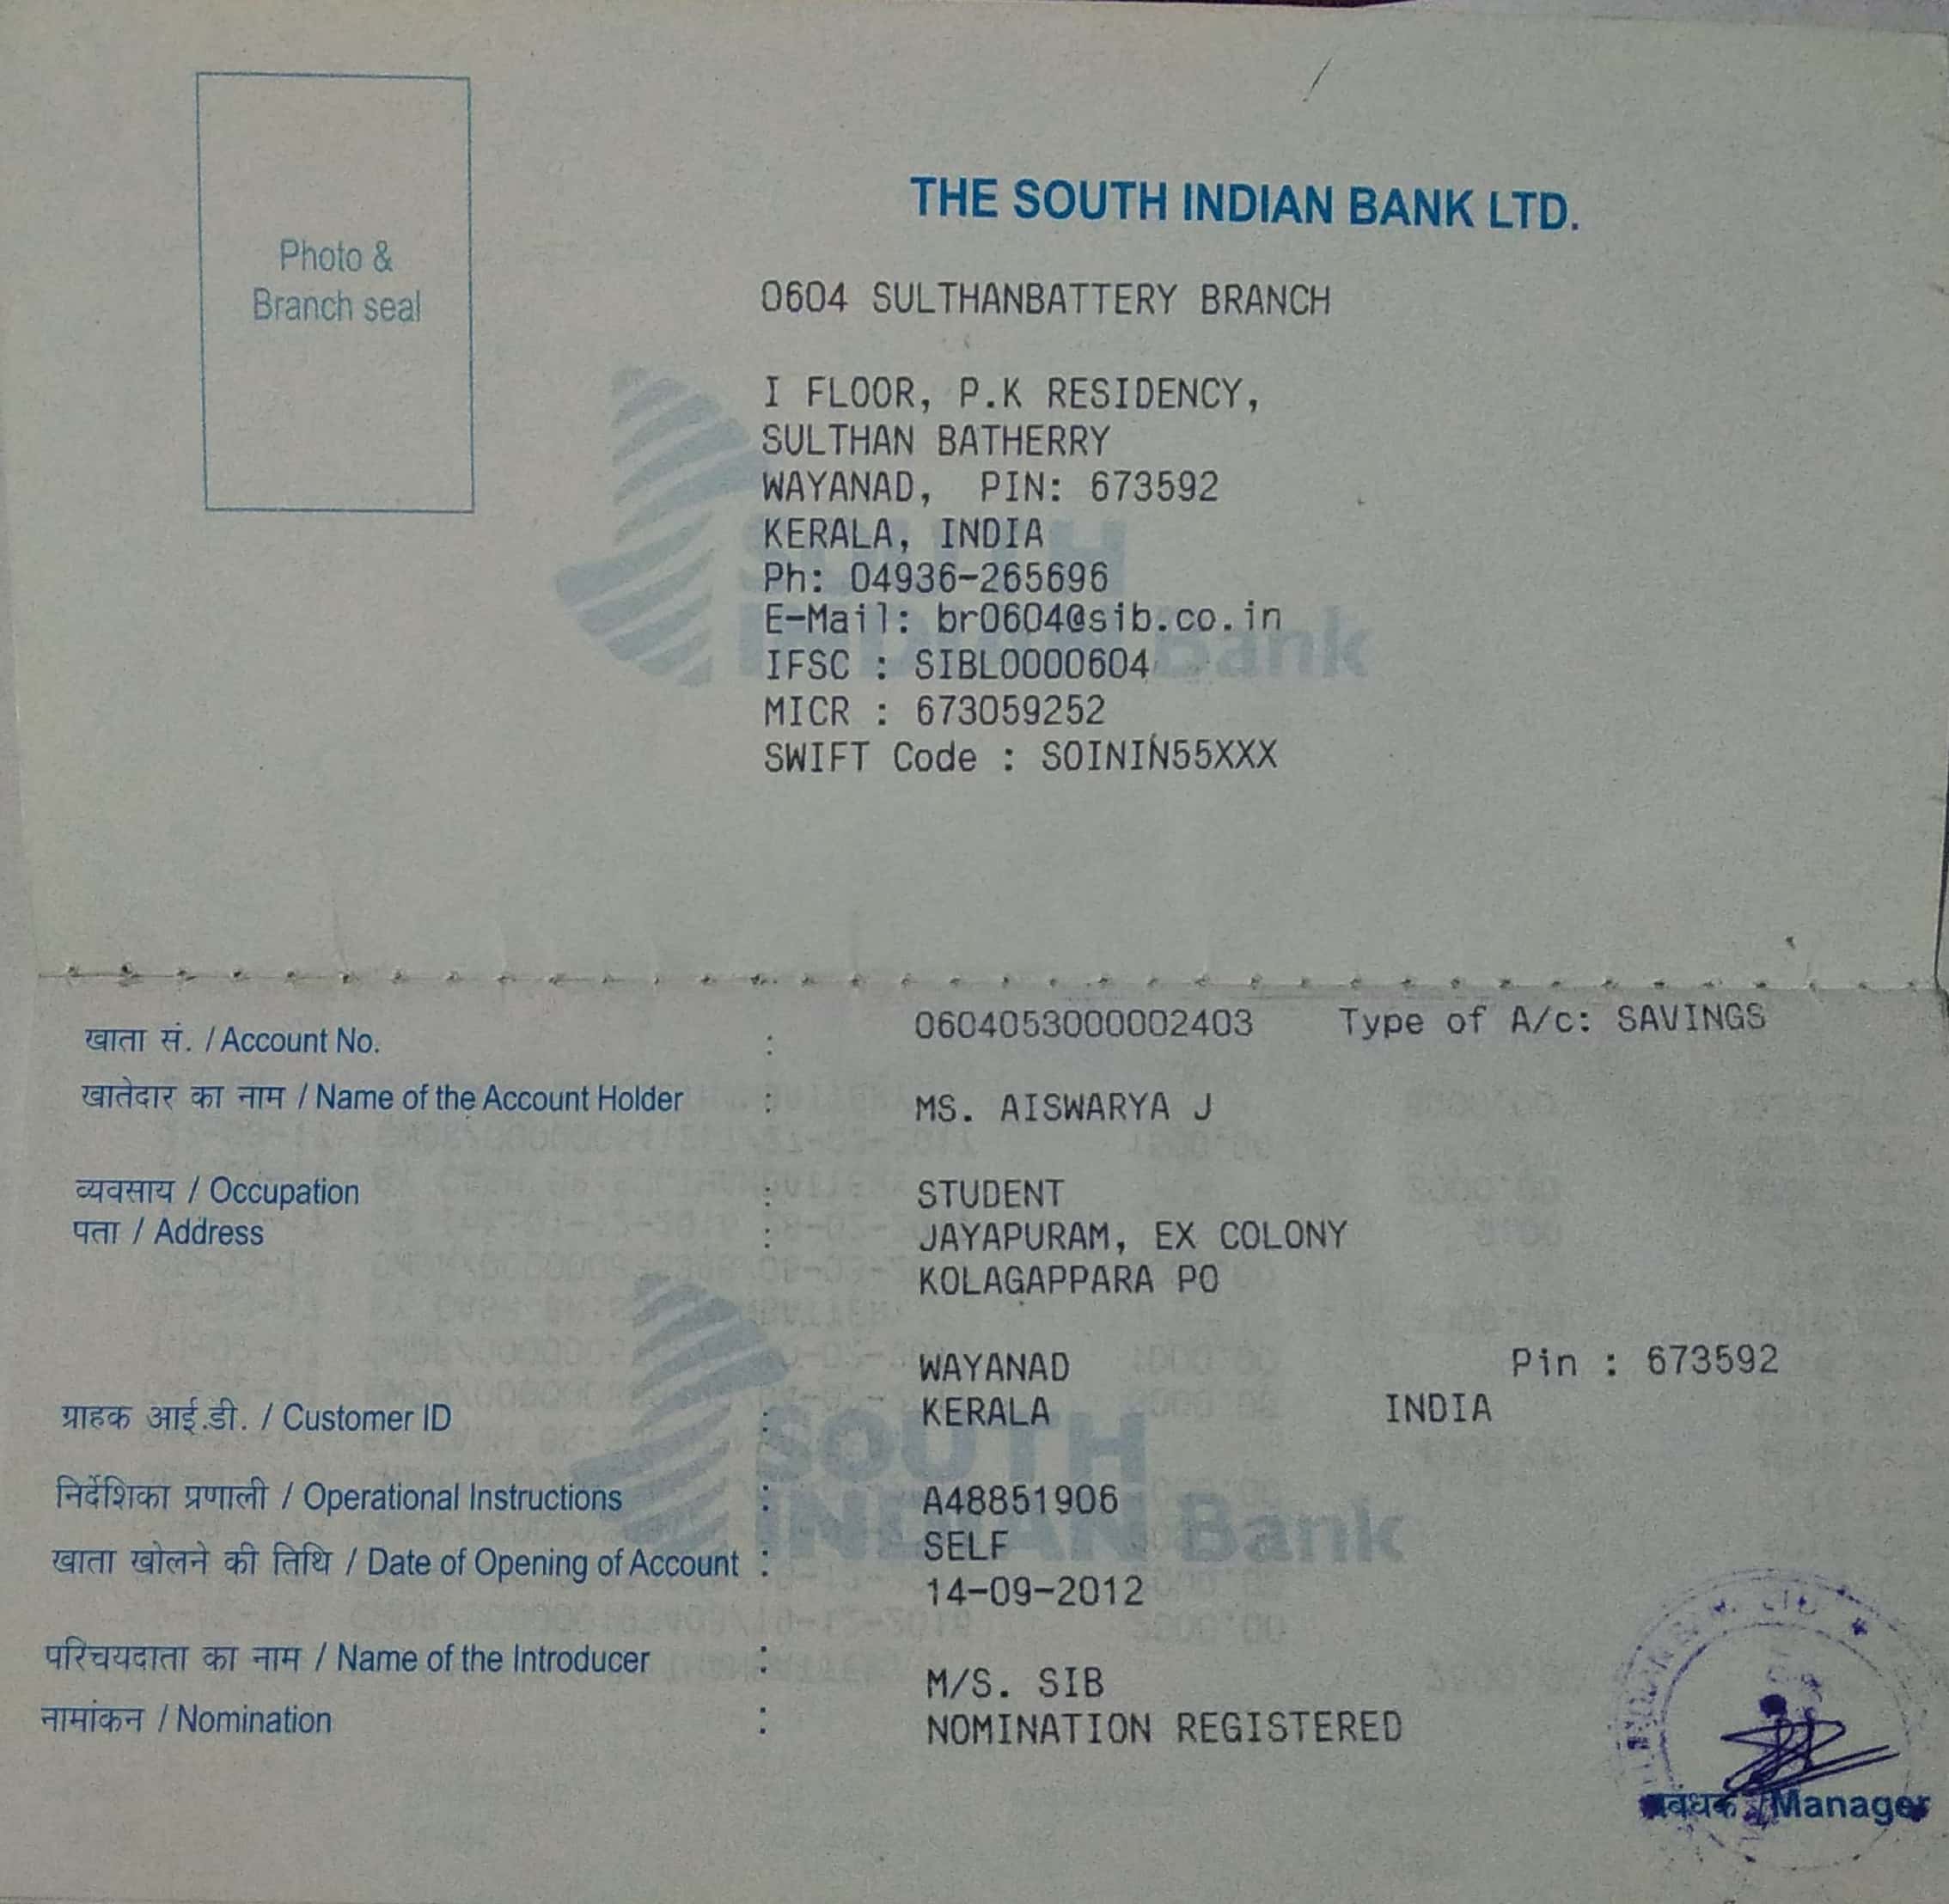 Photo &
Branch seal
THE SOUTH INDIAN BANK LTD.
0604 SULTHANBATTERY BRANCH
I FLOOR, P.K RESIDENCY,
SULTHAN BATHERRY
WAYANAD, PIN: 673592
KERALA, INDIA
Ph: 04936-265696
E-Mail: br0604@sib.co.in
IFSC : SIBL0000604
MICR : 673059252
SWIFT Code : SOININ55XXX
खाता सं. / Account No. : 0604053000002403 Type of A/c: SAVINGS
खातेदार का नाम / Name of the Account Holder : MS. AISWARYA J
व्यवसाय / Occupation : STUDENT
पता / Address : JAYAPURAM, EX COLONY
KOLAGAPPARA PO
WAYANAD Pin : 673592
ग्राहक आई.डी. / Customer ID : KERALA INDIA
निर्देशिका प्रणाली / Operational Instructions : A48851906
SELF
खाता खोलने की तिथि / Date of Opening of Account : 14-09-2012
परिचयदाता का नाम / Name of the Introducer : M/S. SIB
नामांकन / Nomination : NOMINATION REGISTERED
SOUTH
INDIAN Bank
प्रबंधक / Manager